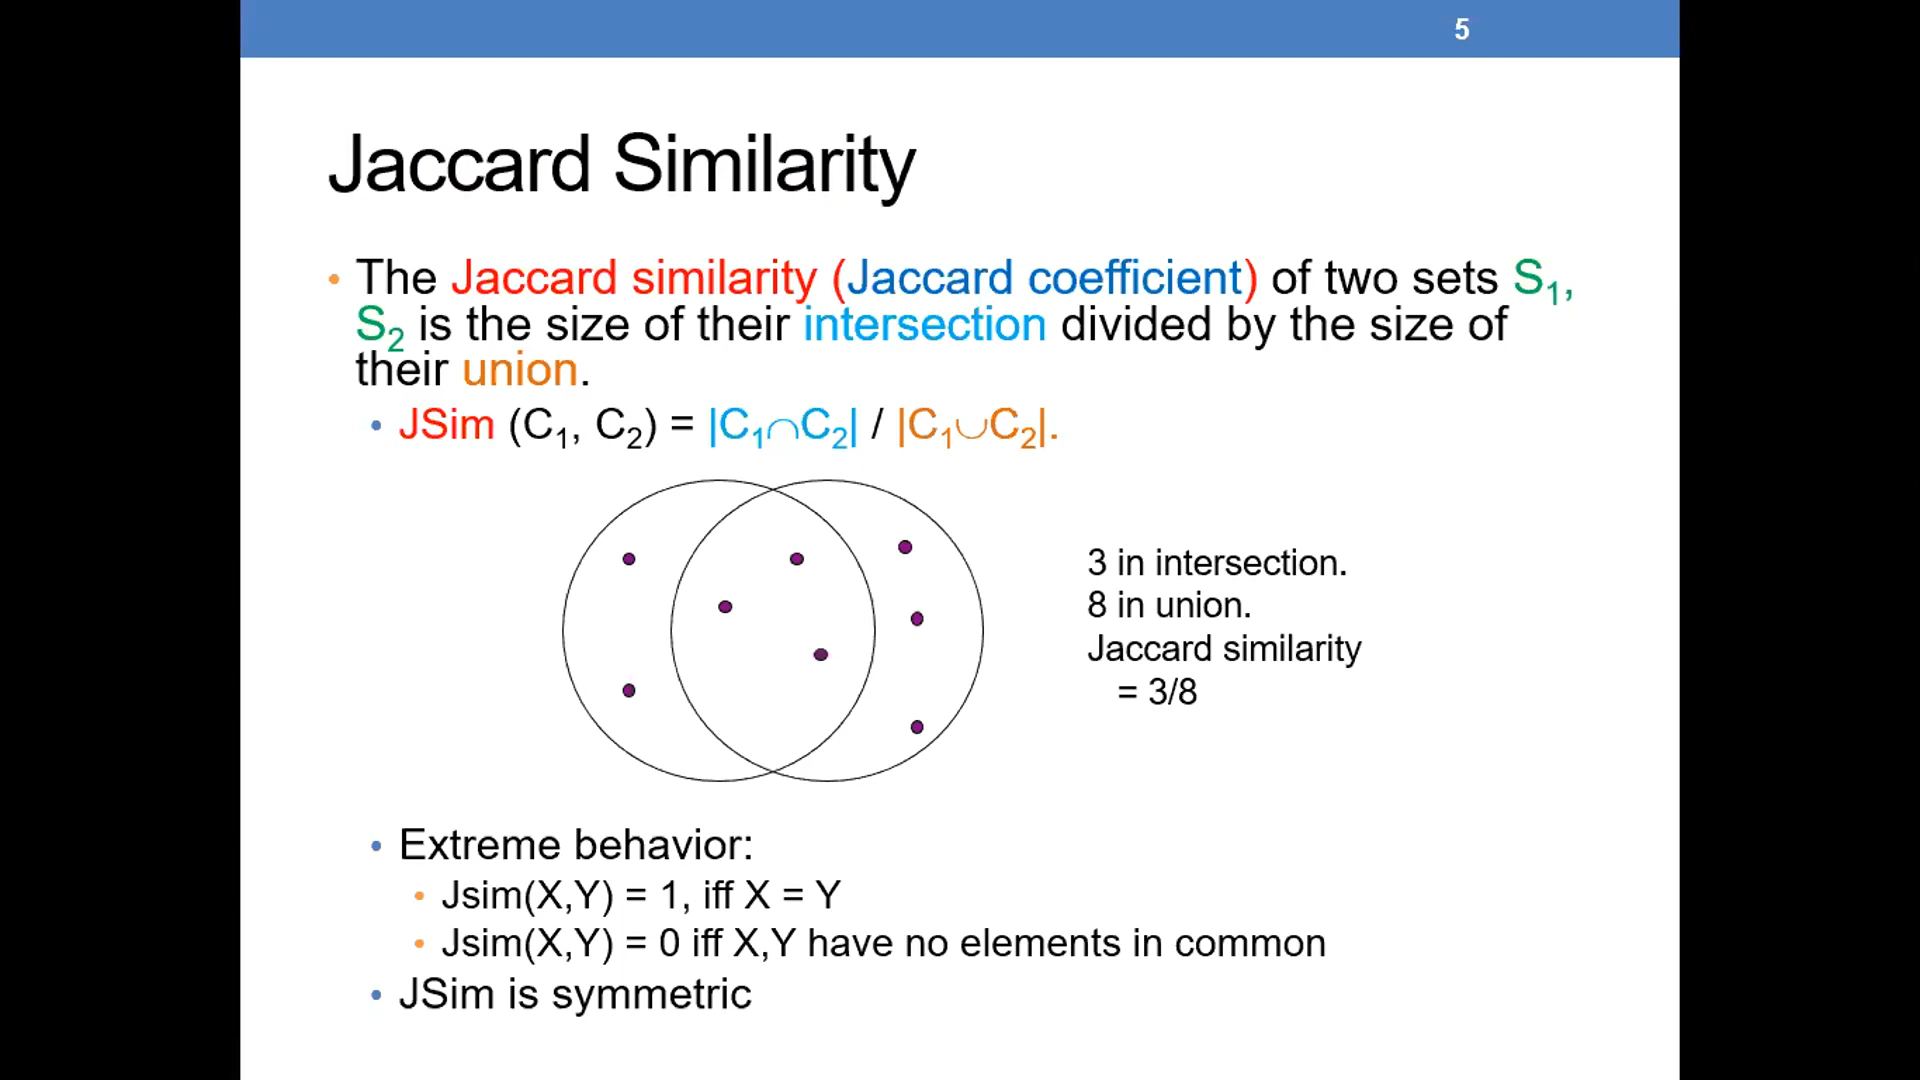 5
Jaccard Similarity
• The Jaccard similarity (Jaccard coefficient) of two sets S₁,
S₂ is the size of their intersection divided by the size of
their union.
• JSim (C₁, C₂) = |C₁∩C₂| / |C₁∪C₂|.
3 in intersection.
8 in union.
Jaccard similarity
= 3/8
• Extreme behavior:
• Jsim(X,Y) = 1, iff X = Y
• Jsim(X,Y) = 0 iff X,Y have no elements in common
• JSim is symmetric